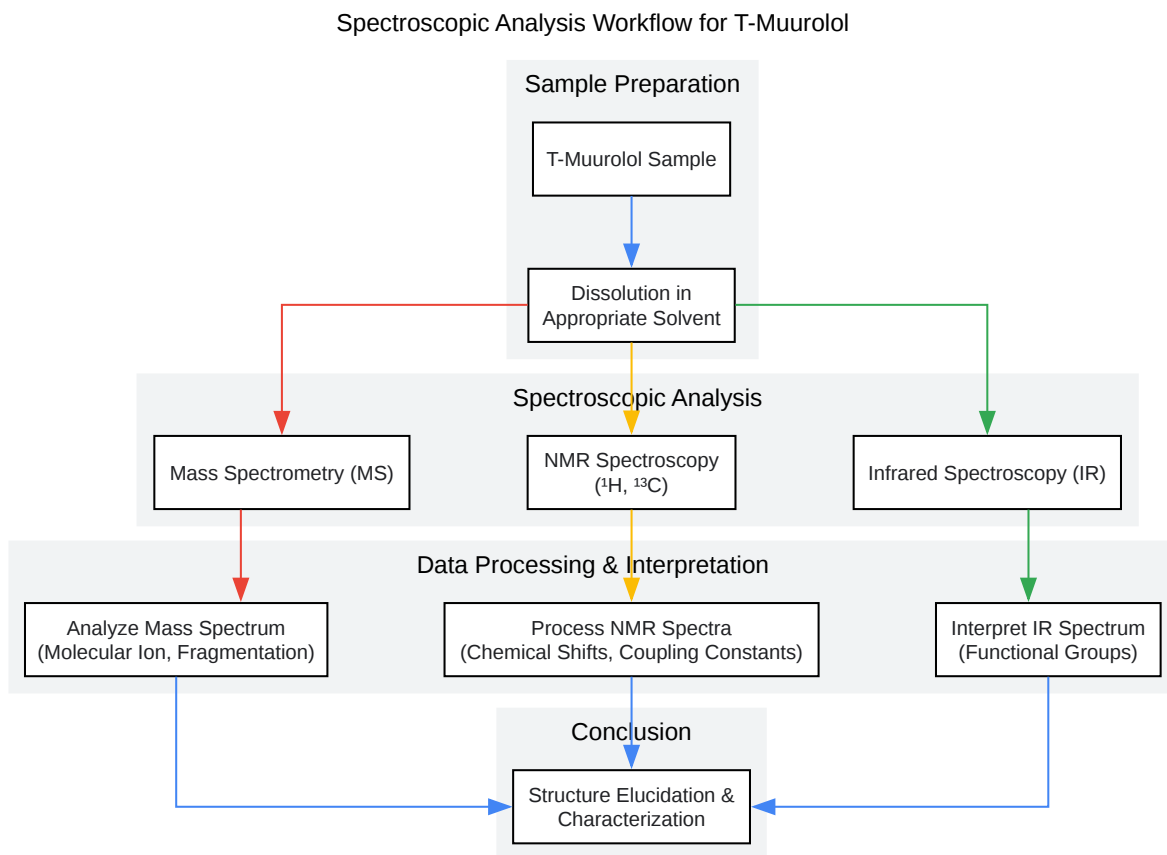 Spectroscopic Analysis Workflow for T-Muurolol
Sample Preparation
T-Muurolol Sample
Dissolution in
Appropriate Solvent
Spectroscopic Analysis
Mass Spectrometry (MS)
NMR Spectroscopy
(¹H, ¹³C)
Infrared Spectroscopy (IR)
Data Processing & Interpretation
Analyze Mass Spectrum
(Molecular Ion, Fragmentation)
Process NMR Spectra
(Chemical Shifts, Coupling Constants)
Interpret IR Spectrum
(Functional Groups)
Conclusion
Structure Elucidation &
Characterization